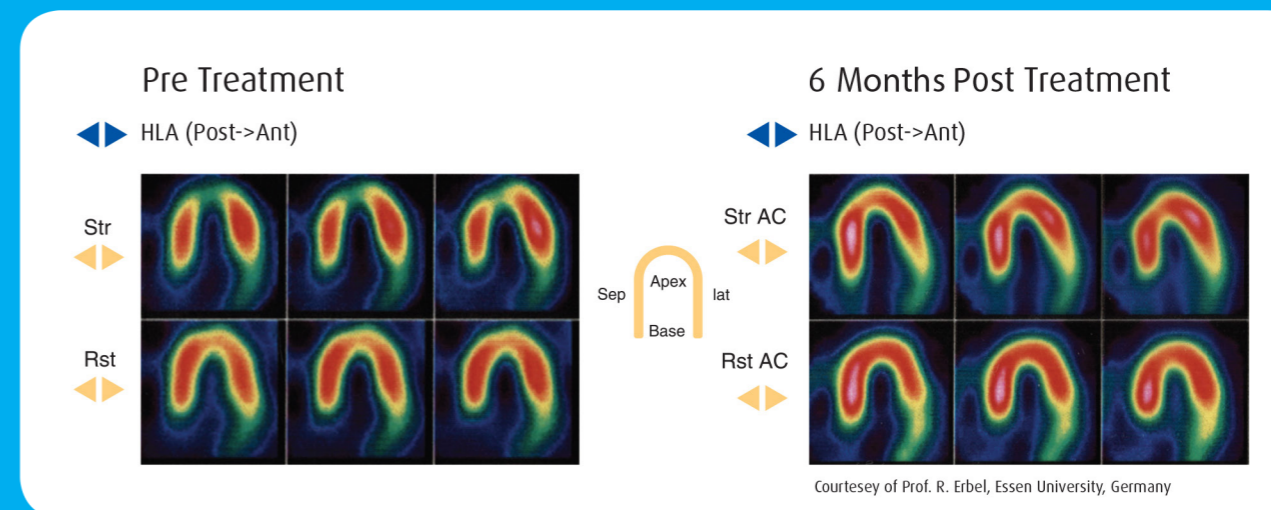 Pre Treatment
HLA (Post->Ant)
Str
Rst
Sep
Apex
lat
Base
6 Months Post Treatment
HLA (Post->Ant)
Str AC
Rst AC
Courtesey of Prof. R. Erbel, Essen University, Germany